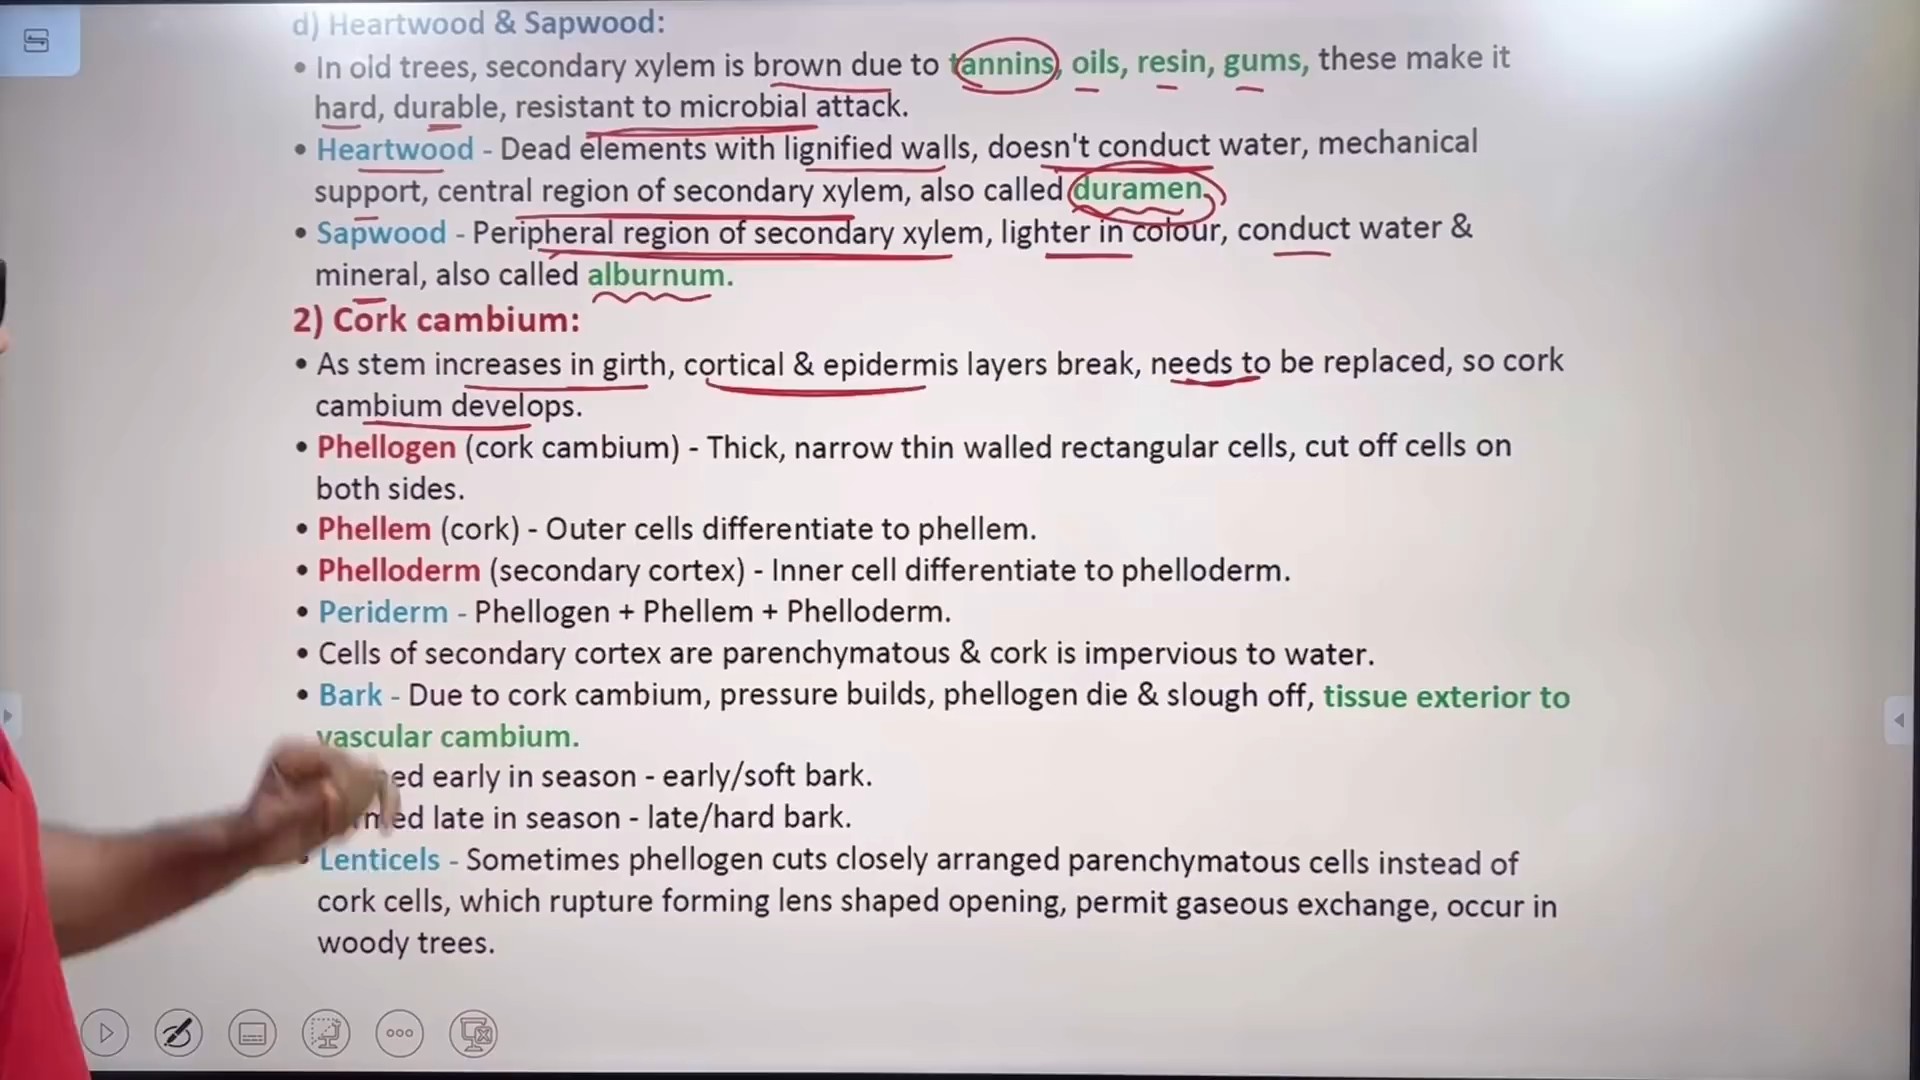 d) Heartwood & Sapwood:
• In old trees, secondary xylem is brown due to tannins, oils, resin, gums, these make it
hard, durable, resistant to microbial attack.
• Heartwood - Dead elements with lignified walls, doesn't conduct water, mechanical
support, central region of secondary xylem, also called duramen.
• Sapwood - Peripheral region of secondary xylem, lighter in colour, conduct water &
mineral, also called alburnum.
2) Cork cambium:
• As stem increases in girth, cortical & epidermis layers break, needs to be replaced, so cork
cambium develops.
• Phellogen (cork cambium) - Thick, narrow thin walled rectangular cells, cut off cells on
both sides.
• Phellem (cork) - Outer cells differentiate to phellem.
• Phelloderm (secondary cortex) - Inner cell differentiate to phelloderm.
• Periderm - Phellogen + Phellem + Phelloderm.
• Cells of secondary cortex are parenchymatous & cork is impervious to water.
• Bark - Due to cork cambium, pressure builds, phellogen die & slough off, tissue exterior to
vascular cambium.
early in season - early/soft bark.
late in season - late/hard bark.
• Lenticels - Sometimes phellogen cuts closely arranged parenchymatous cells instead of
cork cells, which rupture forming lens shaped opening, permit gaseous exchange, occur in
woody trees.